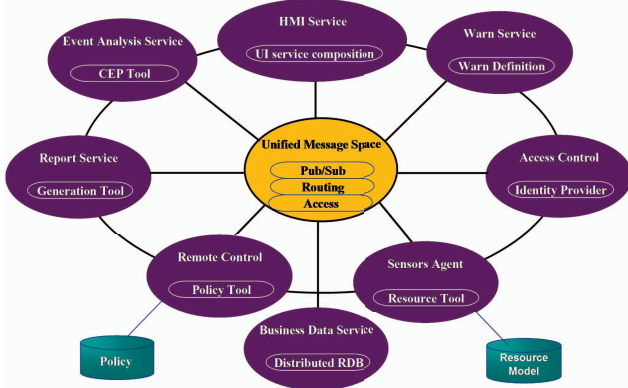 HMI Service
UI service composition
Event Analysis Service
CEP Tool
Warn Service
Warn Definition
Unified Message Space
Pub/Sub
Routing
Access
Report Service
Generation Tool
Access Control
Identity Provider
Remote Control
Policy Tool
Sensors Agent
Resource Tool
Business Data Service
Distributed RDB
Policy
Resource
Model